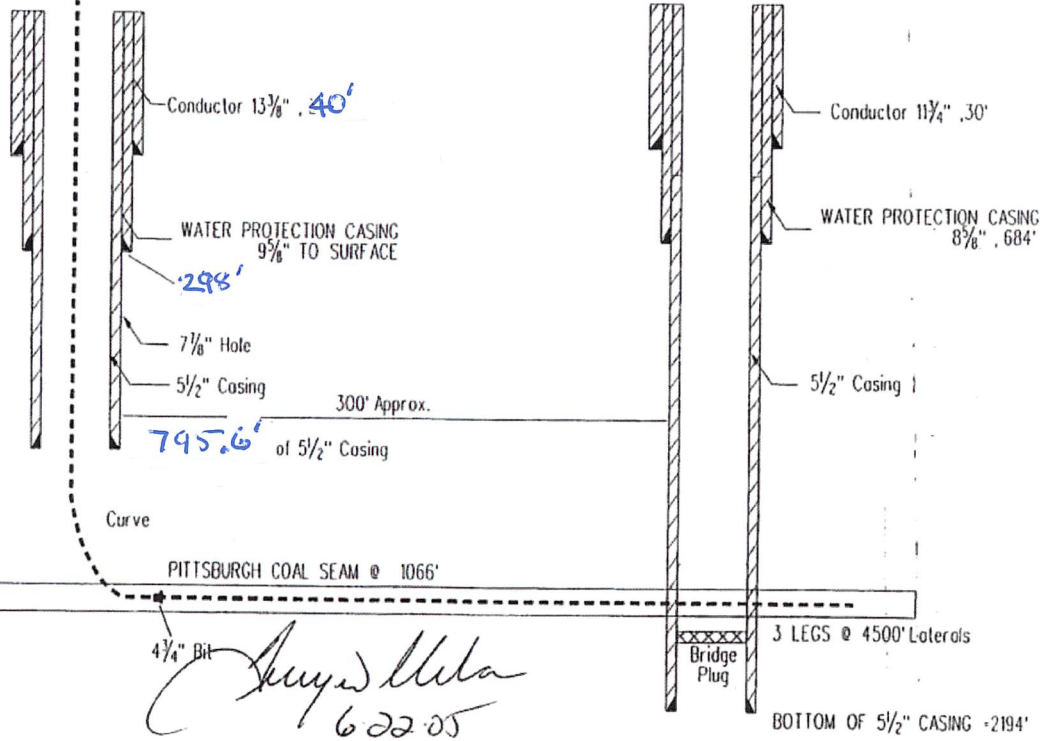 Conductor 13⅜", 40'
Conductor 11¾", 30'
WATER PROTECTION CASING
9⅝" TO SURFACE
298'
WATER PROTECTION CASING
8⅝", 684'
7⅞" Hole
5½" Casing
5½" Casing
300' Approx.
795.6' of 5½" Casing
Curve
PITTSBURGH COAL SEAM @ 1066'
4¾" Bit
3 LEGS @ 4500' Laterals
Bridge
Plug
6-22-05
BOTTOM OF 5½" CASING =2194'